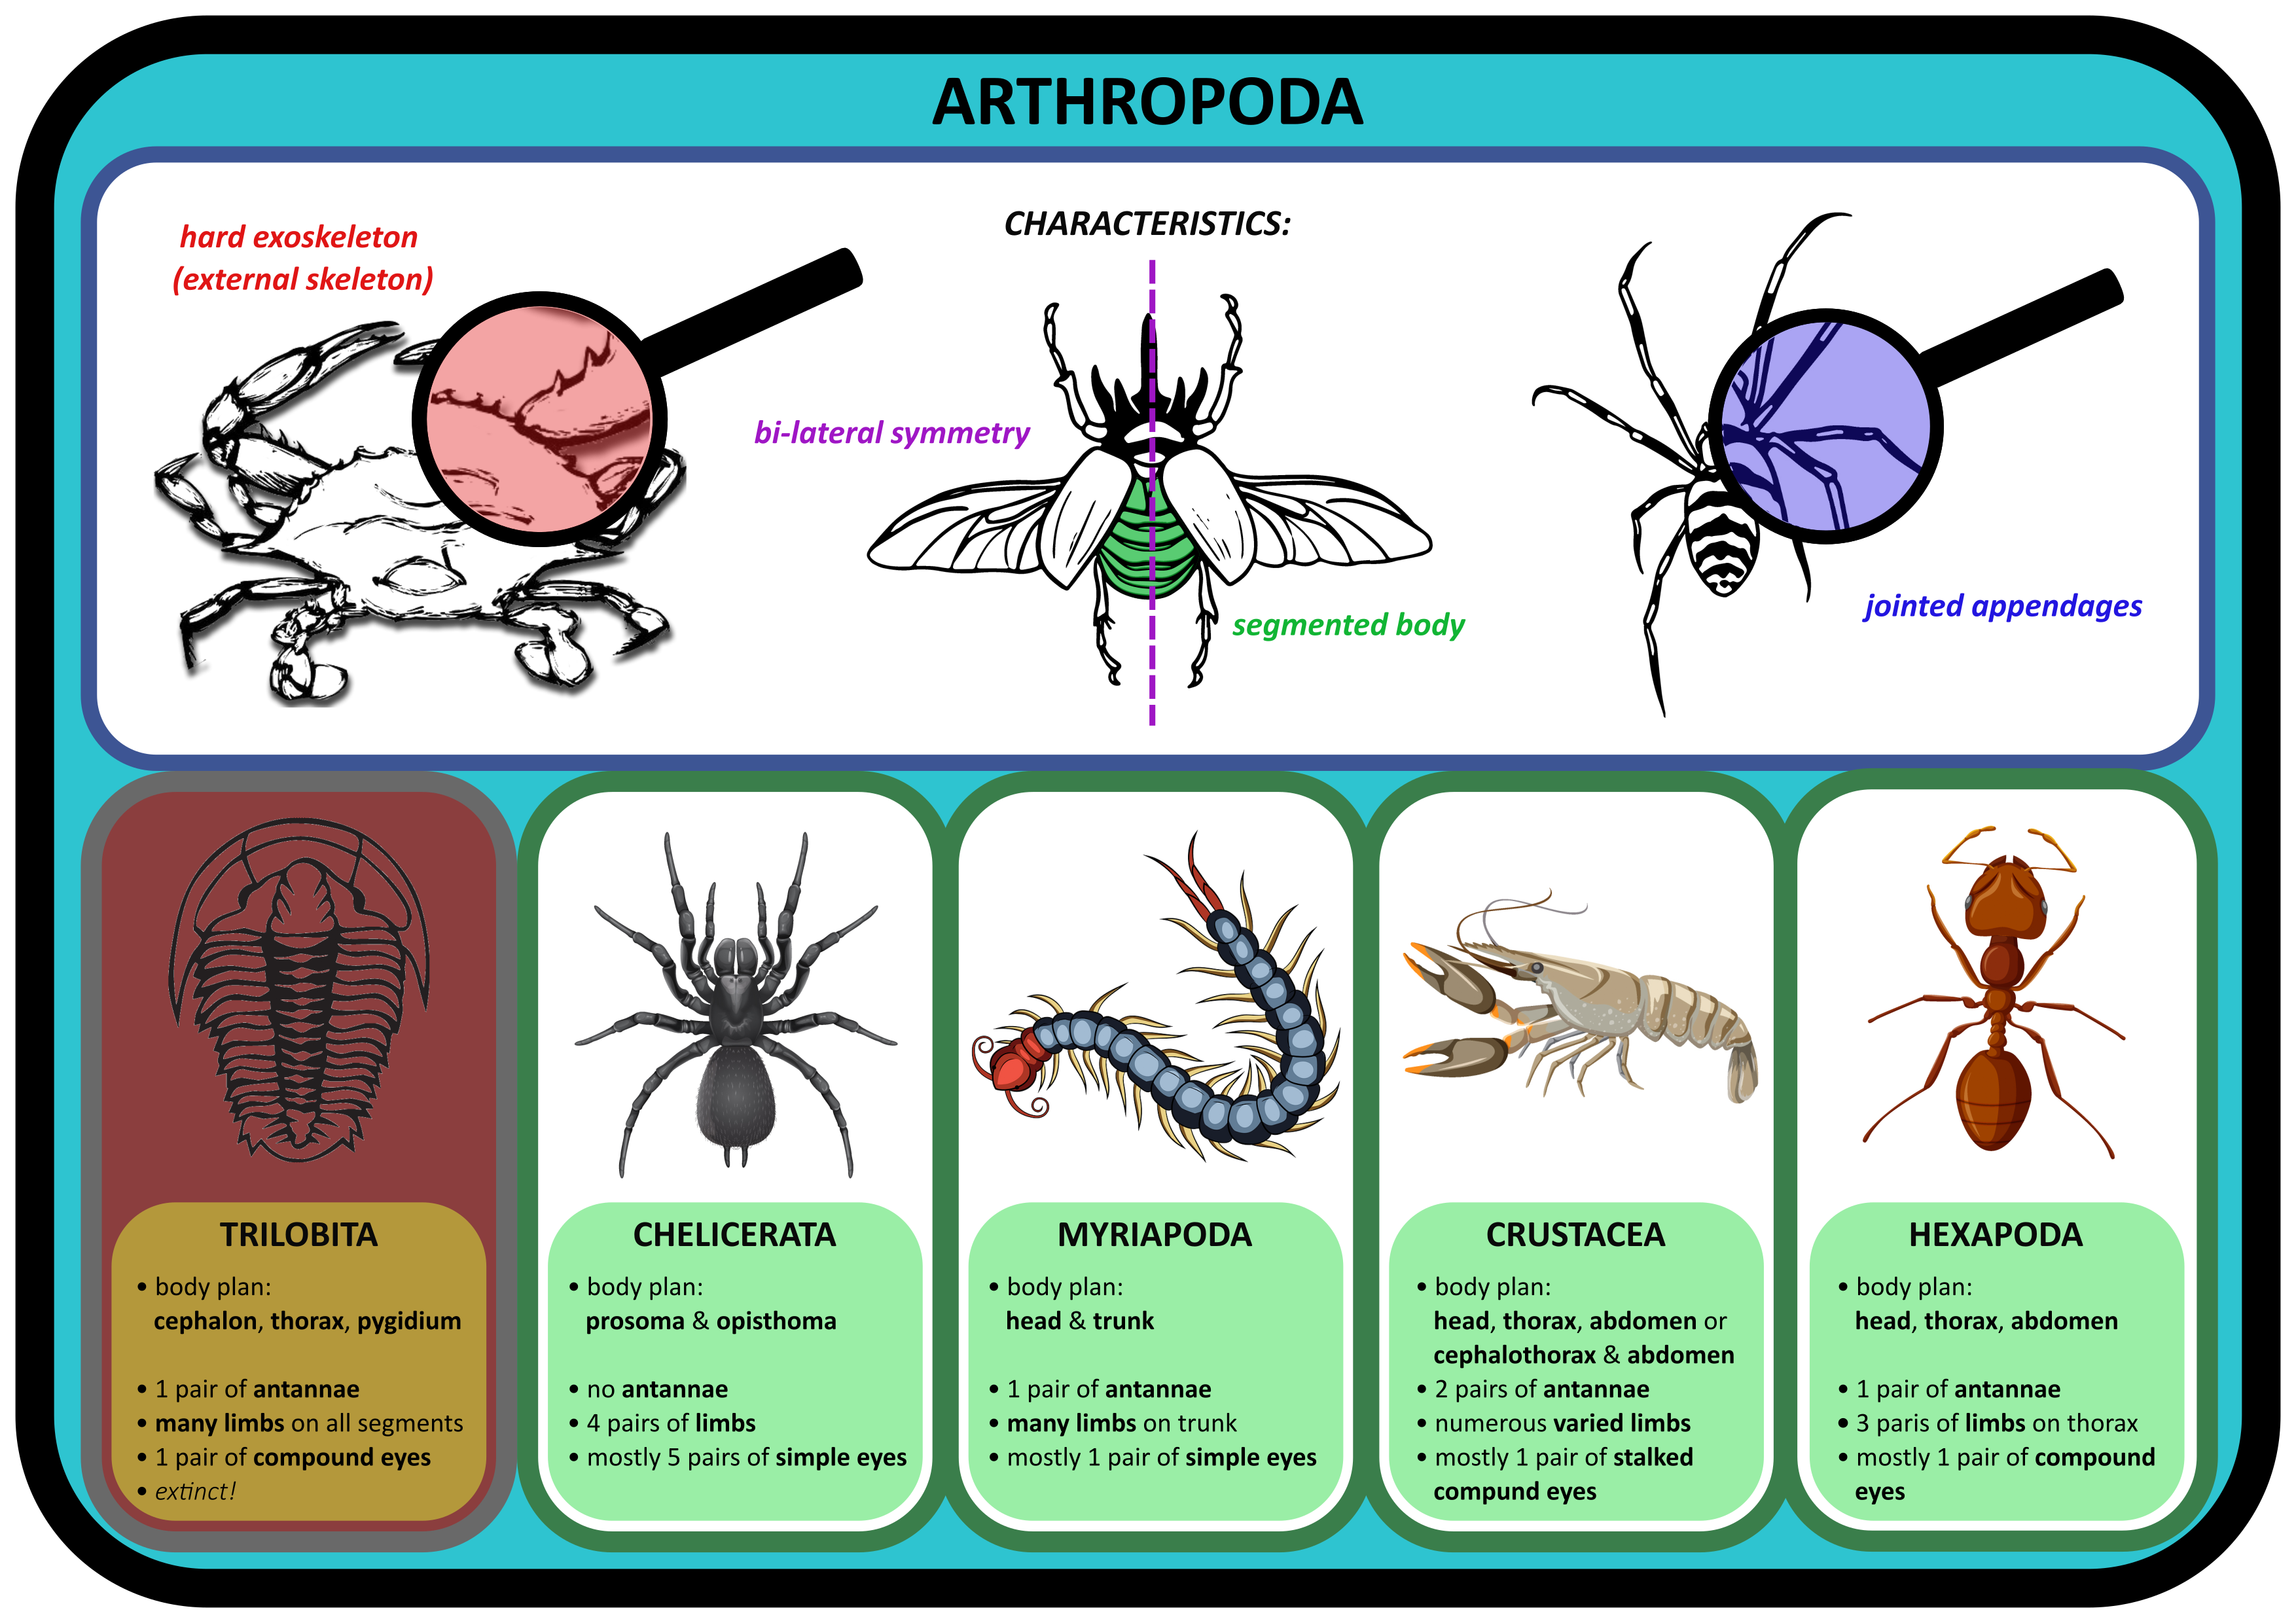 ARTHROPODA
CHARACTERISTICS:
hard exoskeleton
(external skeleton)
bi-lateral symmetry
segmented body
jointed appendages
TRILOBITA
• body plan:
cephalon, thorax, pygidium
• 1 pair of antannae
• many limbs on all segments
• 1 pair of compound eyes
• extinct!
CHELICERATA
• body plan:
prosoma & opisthoma
• no antannae
• 4 pairs of limbs
• mostly 5 pairs of simple eyes
MYRIAPODA
• body plan:
head & trunk
• 1 pair of antannae
• many limbs on trunk
• mostly 1 pair of simple eyes
CRUSTACEA
• body plan:
head, thorax, abdomen or
cephalothorax & abdomen
• 2 pairs of antannae
• numerous varied limbs
• mostly 1 pair of stalked
compund eyes
HEXAPODA
• body plan:
head, thorax, abdomen
• 1 pair of antannae
• 3 paris of limbs on thorax
• mostly 1 pair of compound
eyes